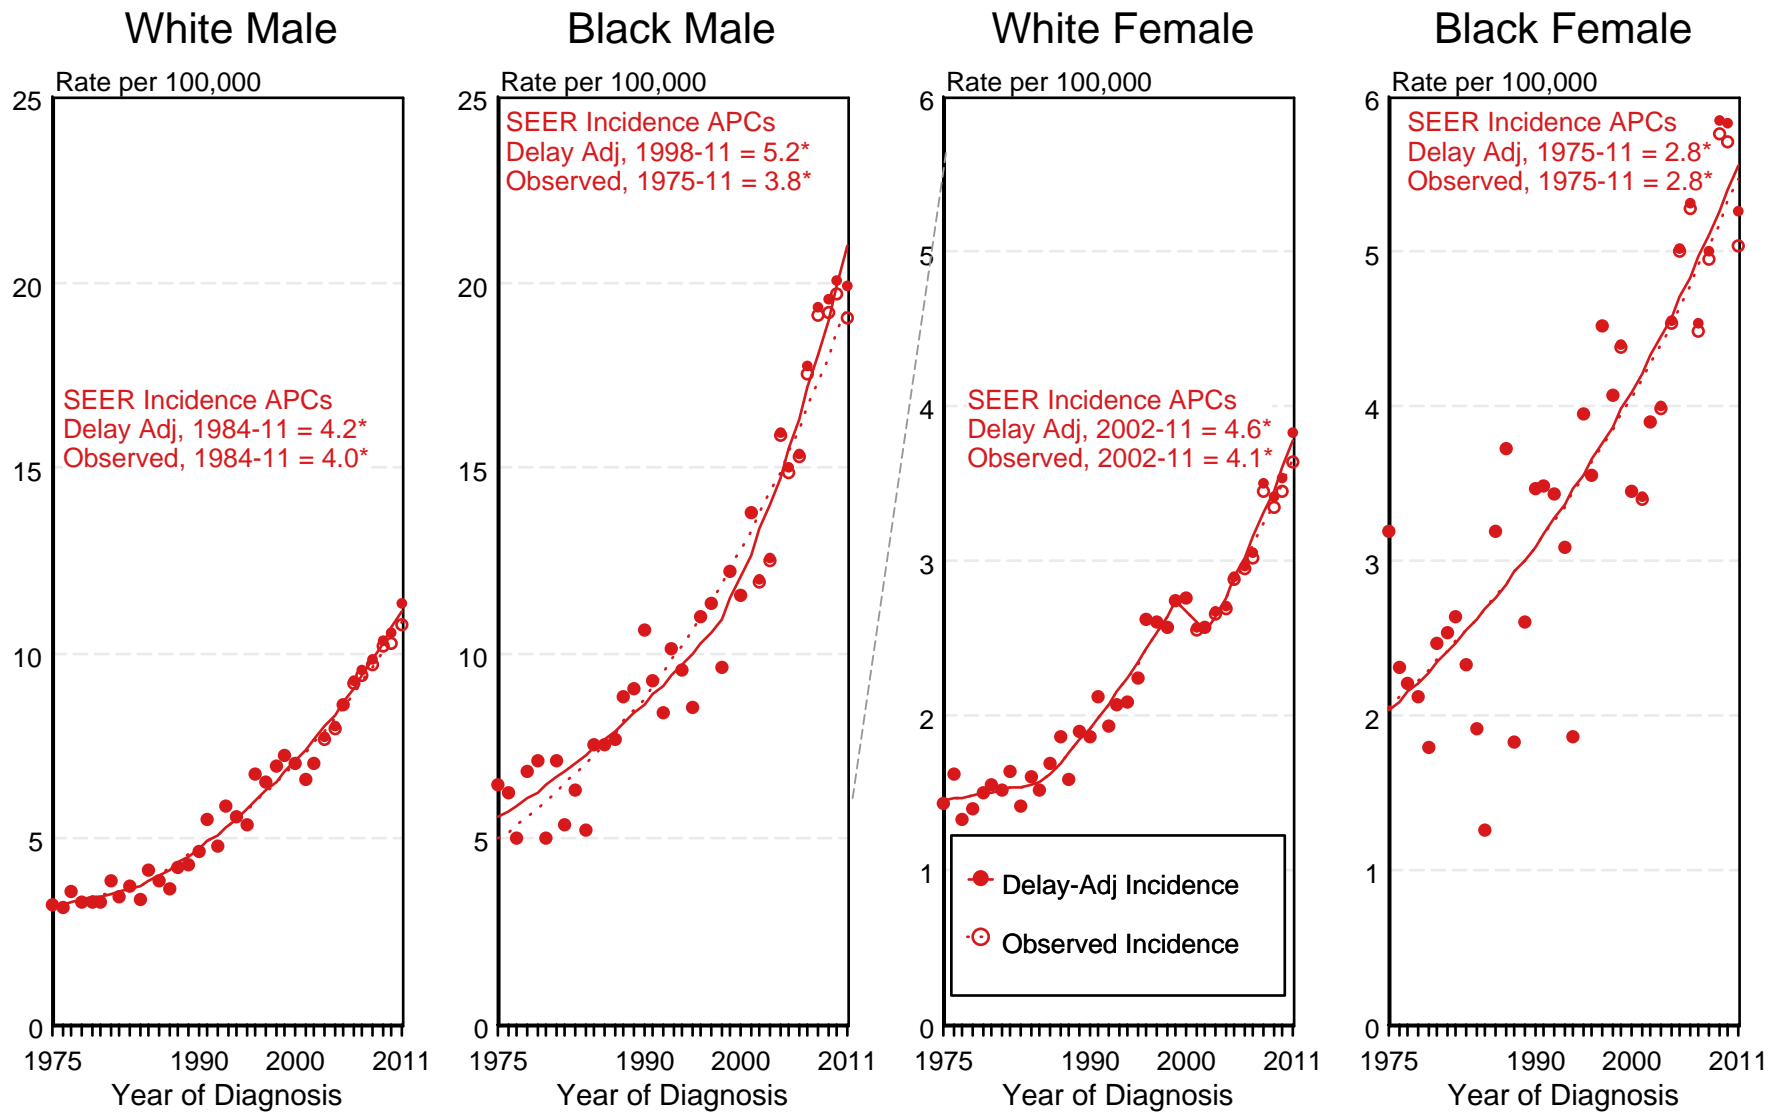 White Male
Rate per 100,000
25
20
15
10
5
0
SEER Incidence APCs
Delay Adj, 1984-11 = 4.2*
Observed, 1984-11 = 4.0*
1975
1990
2000
2011
Year of Diagnosis
Black Male
Rate per 100,000
25
20
15
10
5
0
SEER Incidence APCs
Delay Adj, 1998-11 = 5.2*
Observed, 1975-11 = 3.8*
1975
1990
2000
2011
Year of Diagnosis
White Female
Rate per 100,000
6
5
4
3
2
1
0
SEER Incidence APCs
Delay Adj, 2002-11 = 4.6*
Observed, 2002-11 = 4.1*
Delay-Adj Incidence
Observed Incidence
1975
1990
2000
2011
Year of Diagnosis
Black Female
Rate per 100,000
6
5
4
3
2
1
0
SEER Incidence APCs
Delay Adj, 1975-11 = 2.8*
Observed, 1975-11 = 2.8*
1975
1990
2000
2011
Year of Diagnosis